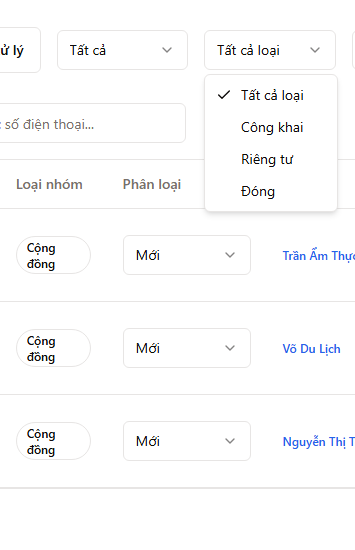 ử lý
Tất cả
Tất cả loại
Tất cả loại
Công khai
số điện thoại...
Riêng tư
Loại nhóm
Phân loại
Đóng
Cộng
đồng
Mới
Trần Ẩm Thực
Cộng
đồng
Mới
Võ Du Lịch
Cộng
đồng
Mới
Nguyễn Thị T